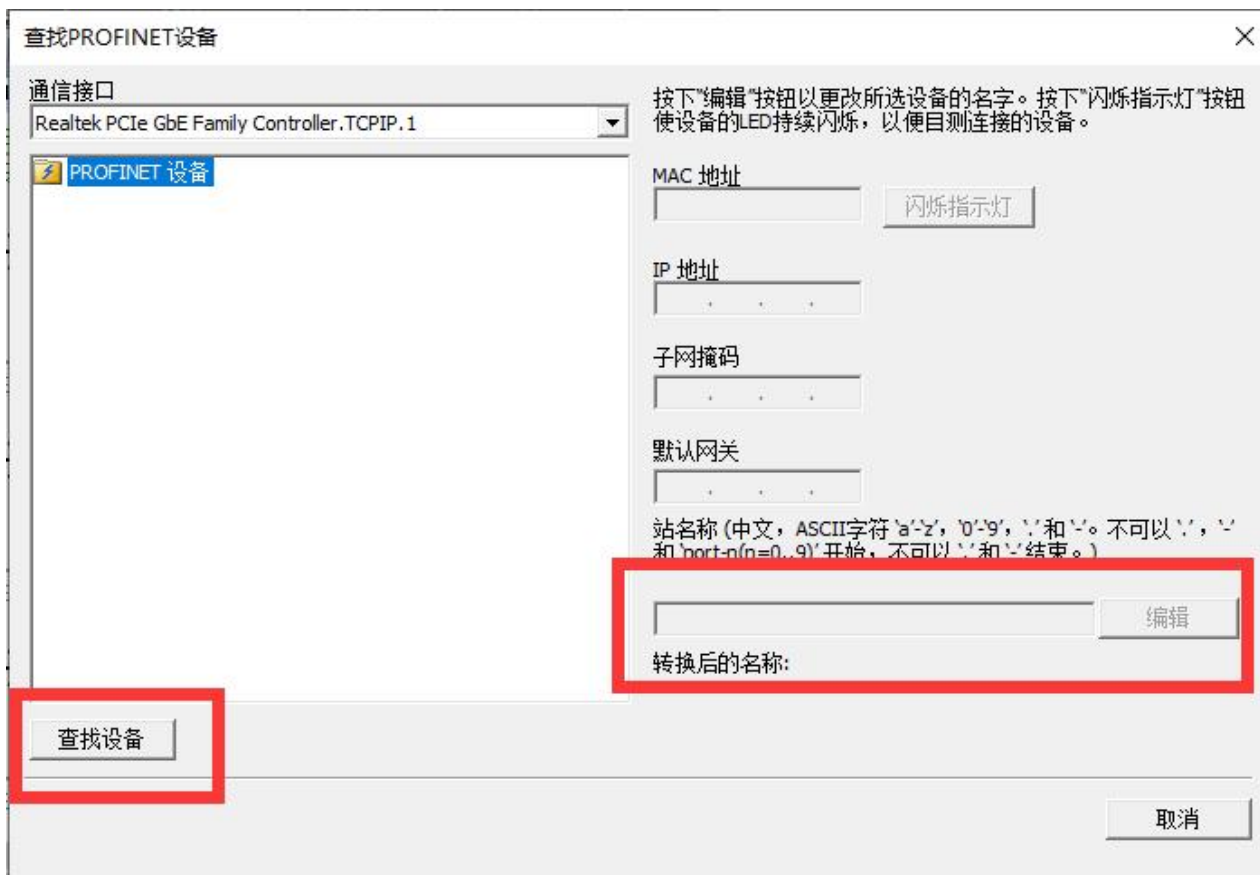 查找PROFINET设备
通信接口
Realtek PCIe GbE Family Controller.TCPIP.1
PROFINET 设备
按下"编辑"按钮以更改所选设备的名字。按下"闪烁指示灯"按钮
使设备的LED持续闪烁，以便目测连接的设备。
MAC 地址
闪烁指示灯
IP 地址
子网掩码
默认网关
站名称 (中文，ASCII字符 'a'-'z'，'0'-'9'，'.' 和 '-'。不可以 '.'，'-'
和 'port-n(n=0..9)' 开始，不可以 '.' 和 '-' 结束。)
编辑
转换后的名称:
查找设备
取消